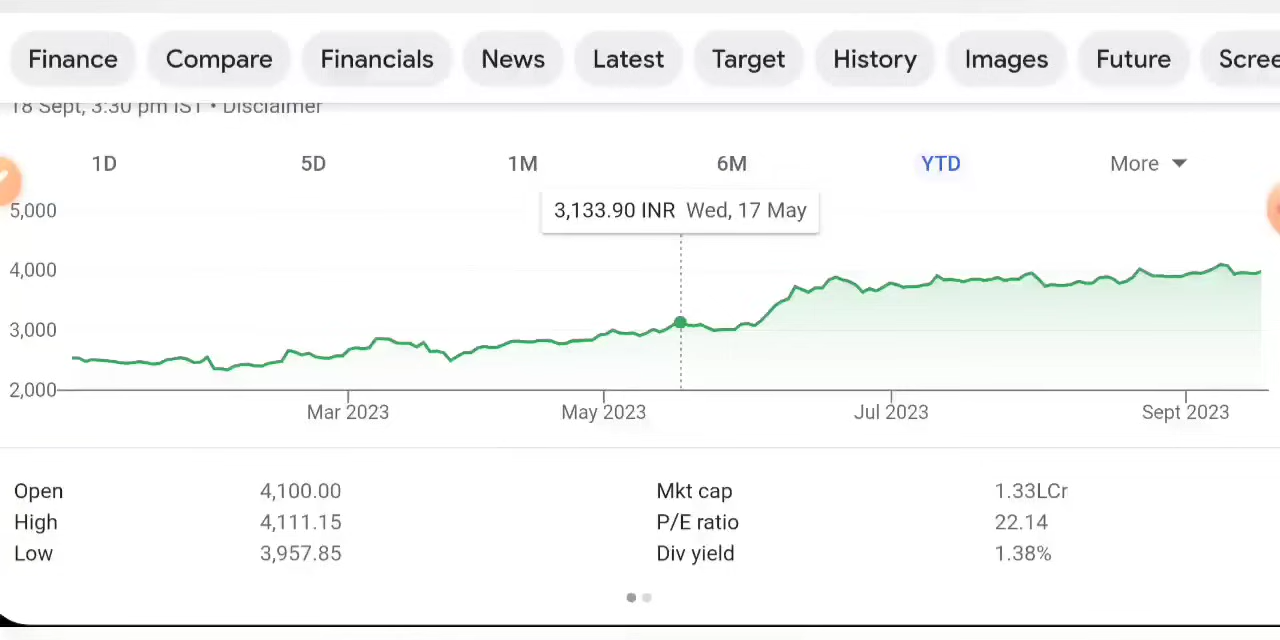 Finance Compare Financials News Latest Target History Images Future Scree
18 Sept, 3:30 pm IST • Disclaimer
1D 5D 1M 6M YTD More
3,133.90 INR Wed, 17 May
5,000
4,000
3,000
2,000
Mar 2023 May 2023 Jul 2023 Sept 2023
Open 4,100.00 Mkt cap 1.33LCr
High 4,111.15 P/E ratio 22.14
Low 3,957.85 Div yield 1.38%